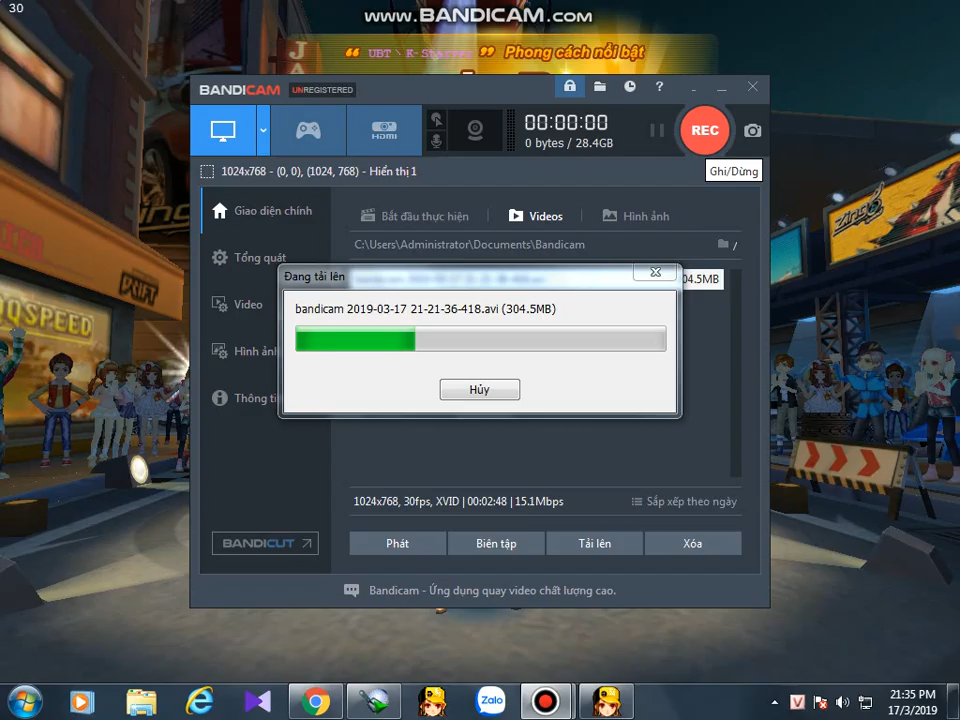 30
www.BANDICAM.com
UBT \ K-Star
Phong cách nổi bật
BANDICAM UNREGISTERED
HDMI
00:00:00
0 bytes / 28.4GB
REC
Ghi/Dừng
1024x768 - (0, 0), (1024, 768) - Hiển thị 1
Giao diện chính
Tổng quát
Video
Hình ảnh
Bắt đầu thực hiện
Videos
Hình ảnh
C:\Users\Administrator\Documents\Bandicam
/
04.5MB
Đang tải lên
bandicam 2019-03-17 21-21-36-418.avi (304.5MB)
Hủy
1024x768, 30fps, XVID | 00:02:48 | 15.1Mbps
Sắp xếp theo ngày
BANDICUT
Phát
Biên tập
Tải lên
Xóa
Bandicam - Ứng dụng quay video chất lượng cao.
DRIFT
QSPEED
Zing
Zalo
V
21:35 PM
17/3/2019